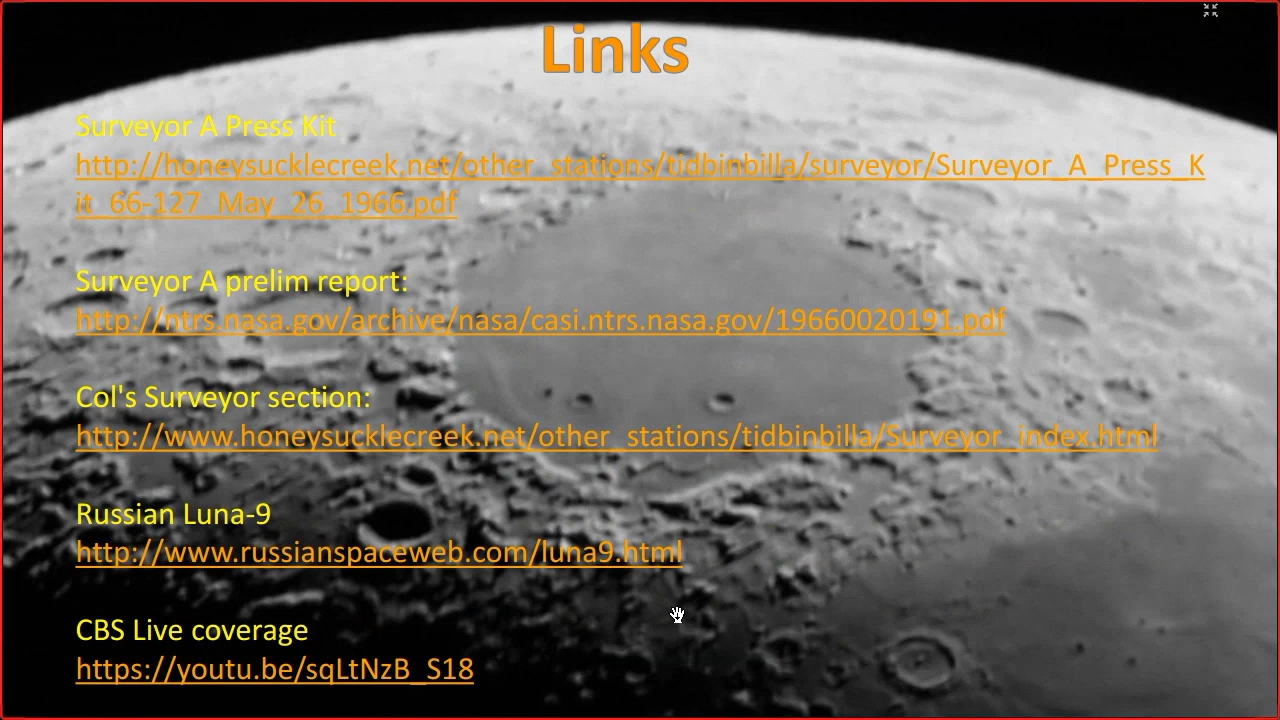 Links
Surveyor A Press Kit
http://honeysucklecreek.net/other_stations/tidbinbilla/surveyor/Surveyor_A_Press_K
it_66-127_May_26_1966.pdf
Surveyor A prelim report:
http://ntrs.nasa.gov/archive/nasa/casi.ntrs.nasa.gov/19660020191.pdf
Col's Surveyor section:
http://www.honeysucklecreek.net/other_stations/tidbinbilla/Surveyor_index.html
Russian Luna-9
http://www.russianspaceweb.com/luna9.html
CBS Live coverage
https://youtu.be/sqLtNzB_S18